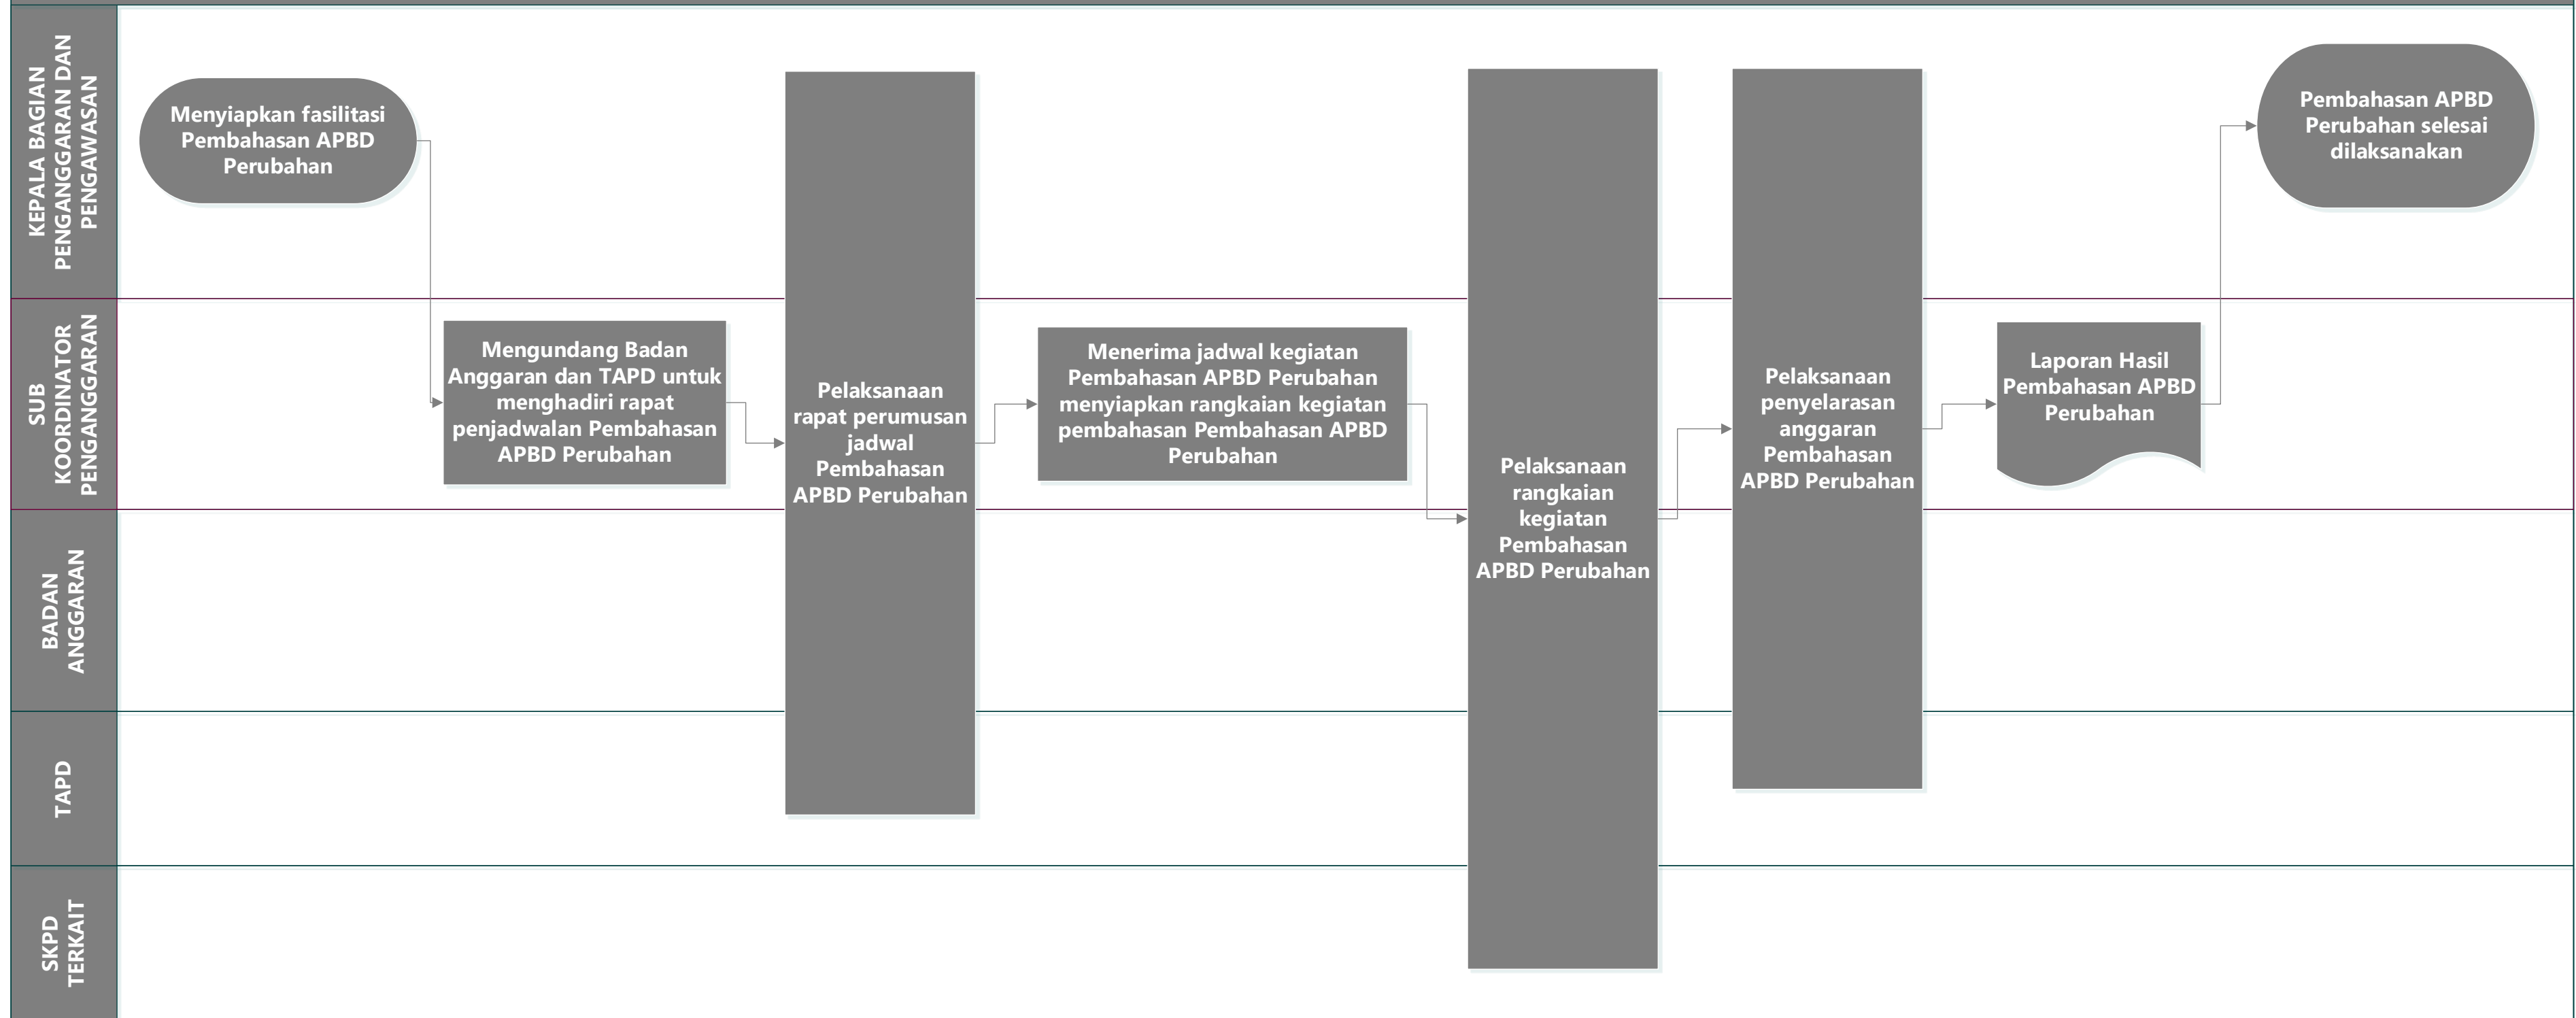 KEPALA BAGIAN
PENGANGGARAN DAN
PENGAWASAN
Menyiapkan fasilitasi
Pembahasan APBD
Perubahan
Pembahasan APBD
Perubahan selesai
dilaksanakan
SUB
KOORDINATOR
PENGANGGARAN
Mengundang Badan
Anggaran dan TAPD untuk
menghadiri rapat
penjadwalan Pembahasan
APBD Perubahan
Pelaksanaan
rapat perumusan
jadwal
Pembahasan
APBD Perubahan
Menerima jadwal kegiatan
Pembahasan APBD Perubahan
menyiapkan rangkaian kegiatan
pembahasan Pembahasan APBD
Perubahan
Pelaksanaan
rangkaian
kegiatan
Pembahasan
APBD Perubahan
Pelaksanaan
penyelarasan
anggaran
Pembahasan
APBD Perubahan
Laporan Hasil
Pembahasan APBD
Perubahan
BADAN
ANGGARAN
TAPD
SKPD
TERKAIT